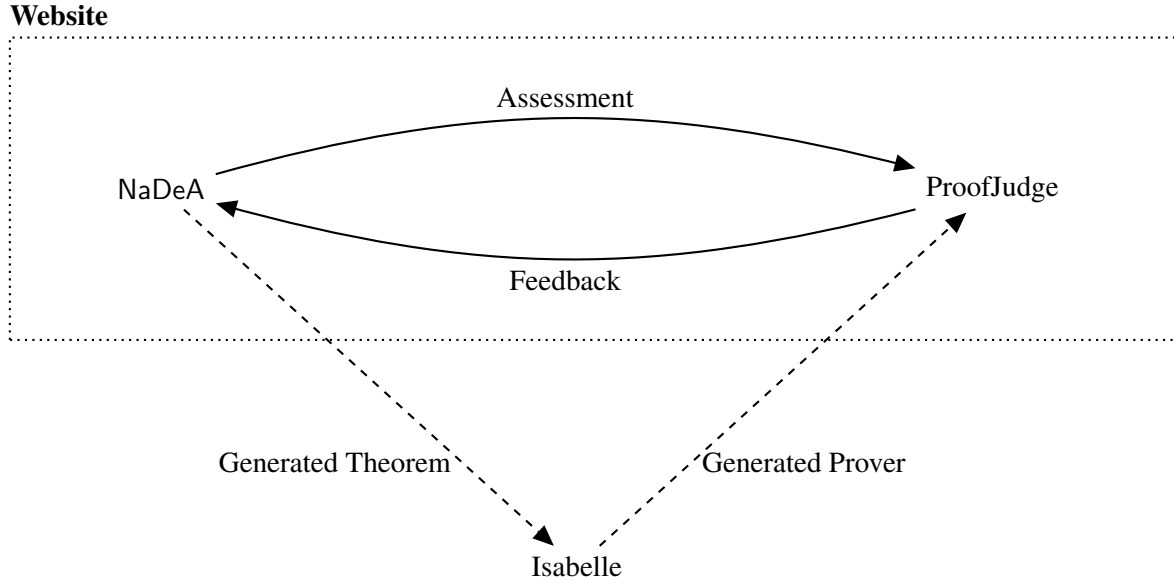 Website
Assessment
NaDeA
ProofJudge
Feedback
Generated Theorem
Generated Prover
Isabelle